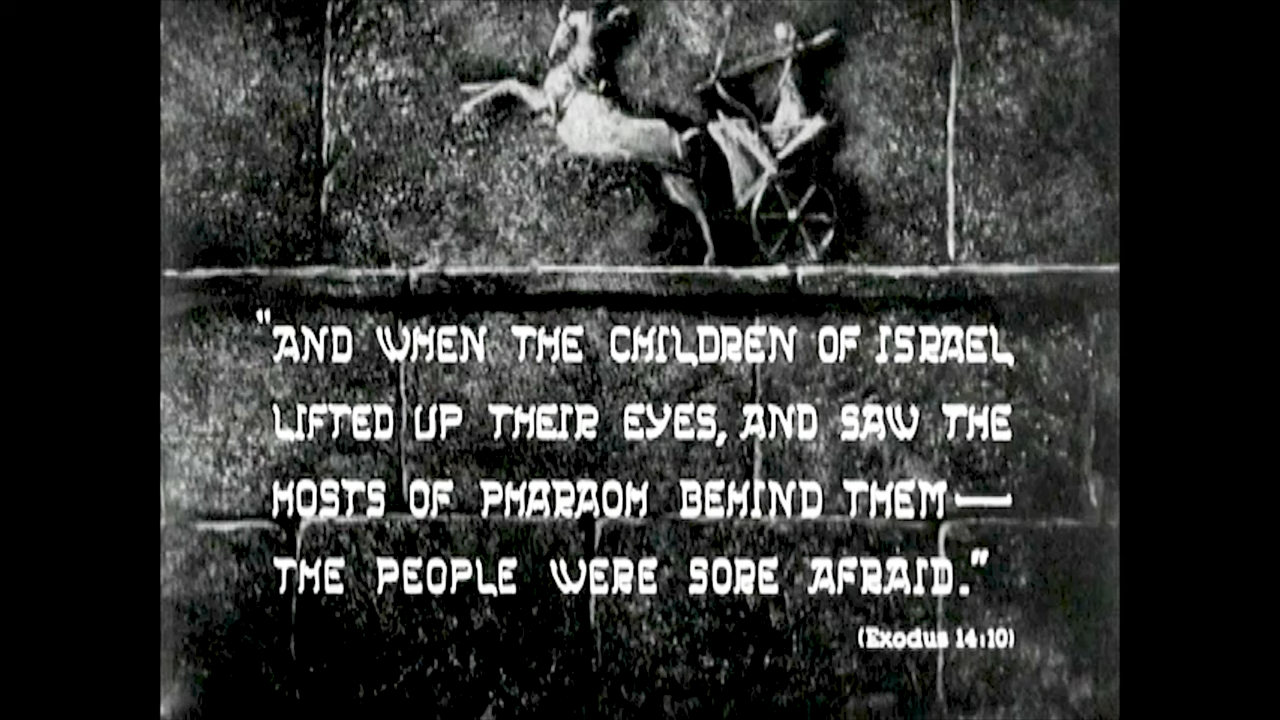 "AND WHEN THE CHILDREN OF ISRAEL
LIFTED UP THEIR EYES, AND SAW THE
HOSTS OF PHARAOH BEHIND THEM—
THE PEOPLE WERE SORE AFRAID."
(Exodus 14:10)